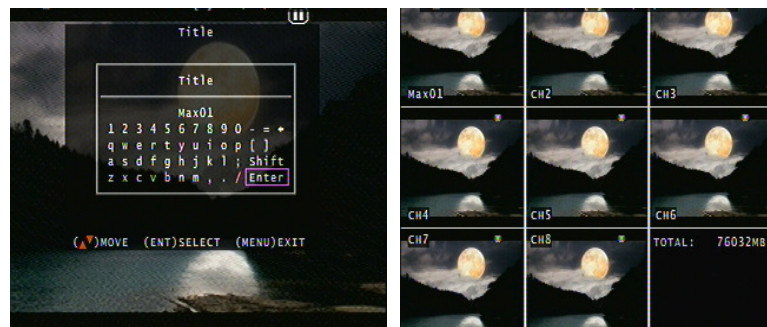 Title
Title
Max01
1 2 3 4 5 6 7 8 9 0 - = ←
q w e r t y u i o p [ ]
a s d f g h j k l ; Shift
z x c v b n m , . / Enter
(▲▼)MOVE (ENT)SELECT (MENU)EXIT
Max01 CH2 CH3
CH4 CH5 CH6
CH7 CH8 TOTAL: 76032MB